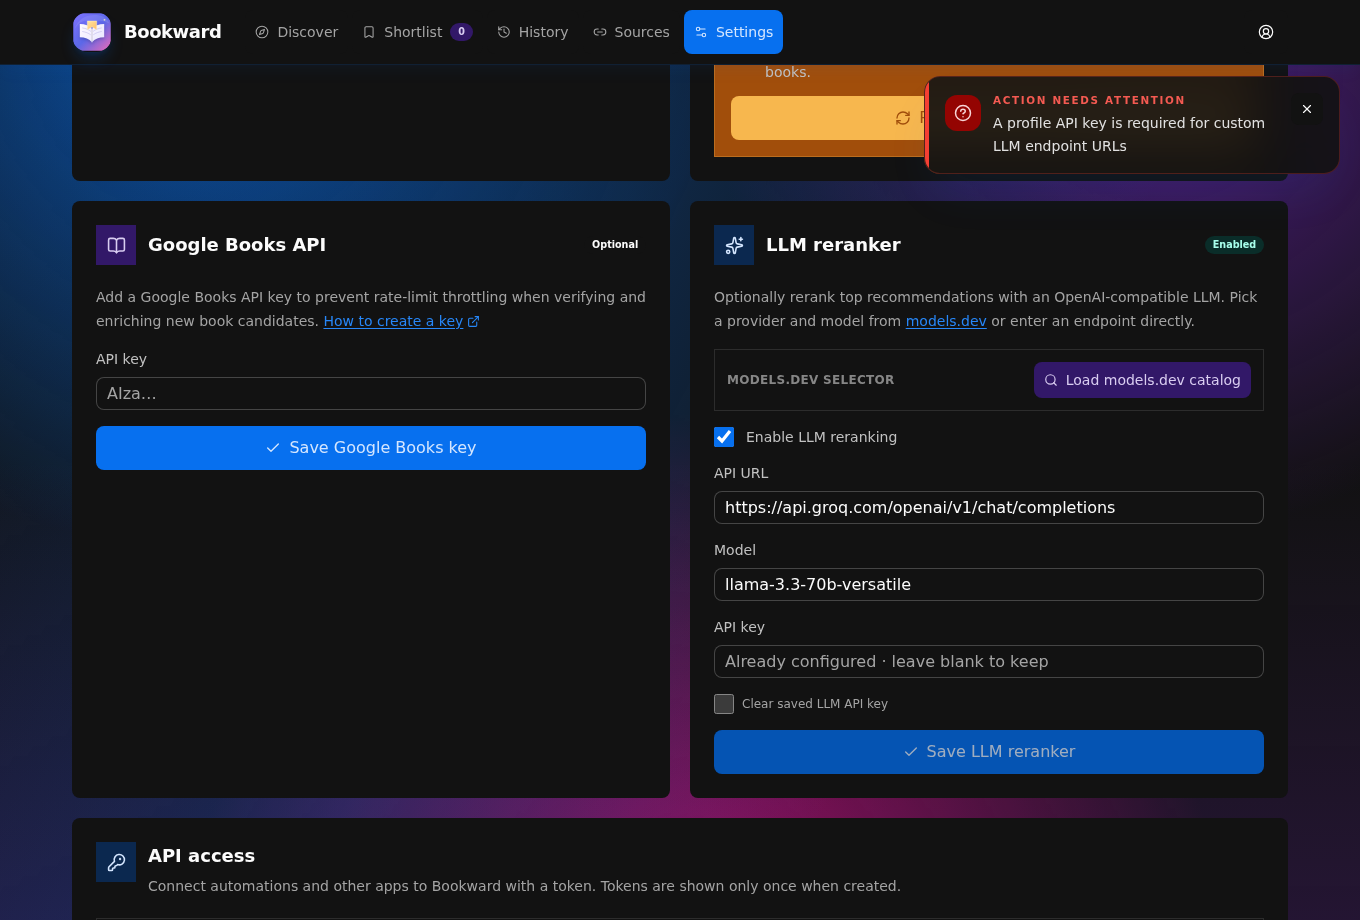 Bookward
Discover
Shortlist 0
History
Sources
Settings
books.
ACTION NEEDS ATTENTION
A profile API key is required for custom
LLM endpoint URLs
Google Books API
Optional
Add a Google Books API key to prevent rate-limit throttling when verifying and
enriching new book candidates. How to create a key
API key
AIza...
Save Google Books key
LLM reranker
Enabled
Optionally rerank top recommendations with an OpenAI-compatible LLM. Pick
a provider and model from models.dev or enter an endpoint directly.
MODELS.DEV SELECTOR
Load models.dev catalog
Enable LLM reranking
API URL
https://api.groq.com/openai/v1/chat/completions
Model
llama-3.3-70b-versatile
API key
Already configured · leave blank to keep
Clear saved LLM API key
Save LLM reranker
API access
Connect automations and other apps to Bookward with a token. Tokens are shown only once when created.